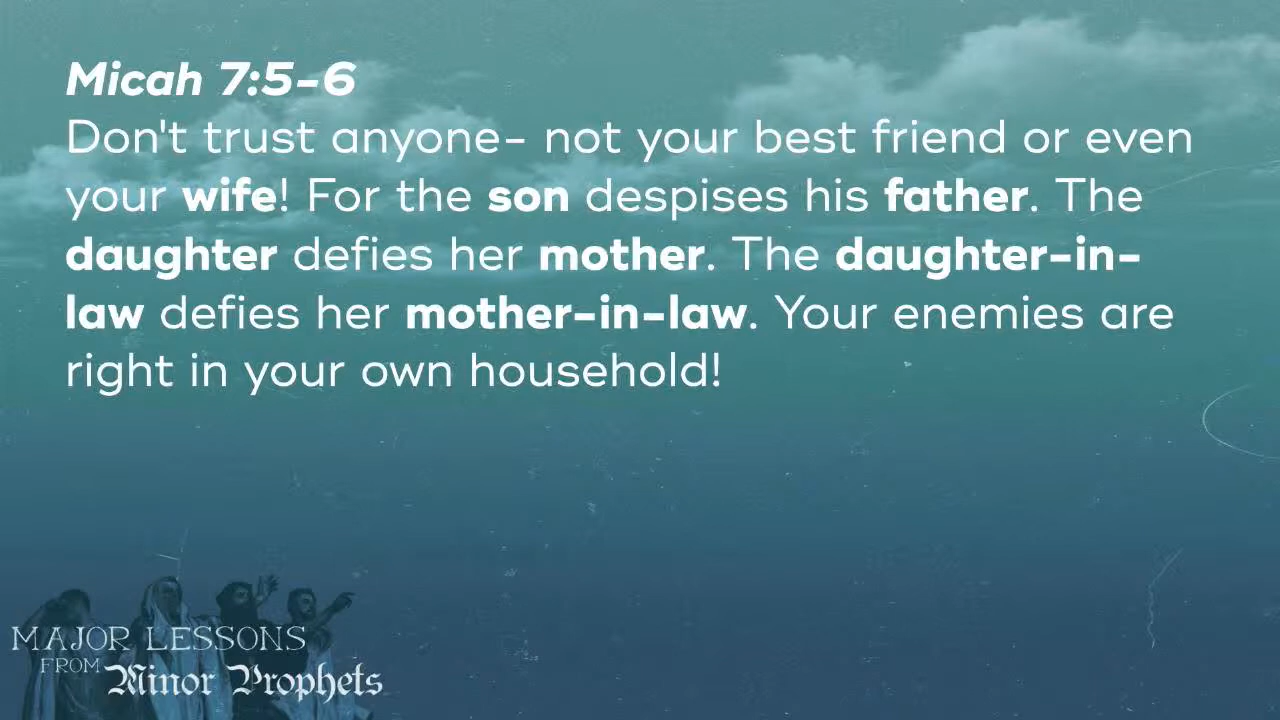 Micah 7:5-6
Don't trust anyone- not your best friend or even
your wife! For the son despises his father. The
daughter defies her mother. The daughter-in-
law defies her mother-in-law. Your enemies are
right in your own household!
MAJOR LESSONS
FROM Minor Prophets